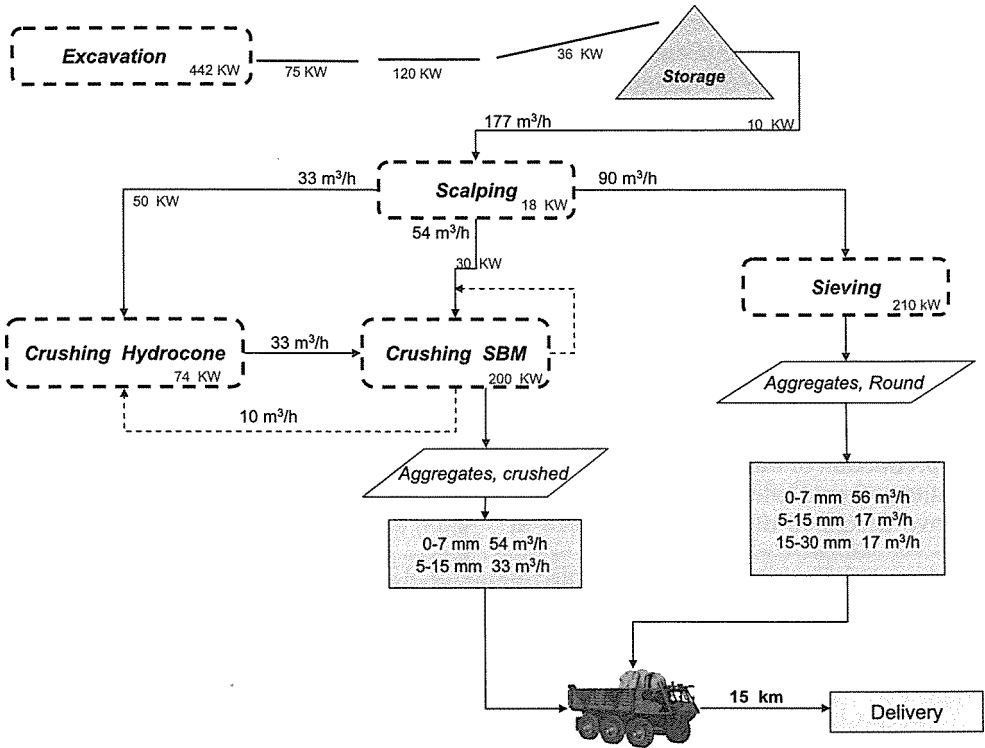 Excavation
442 KW
75 KW
120 KW
36 KW
Storage
10 KW
177 m³/h
33 m³/h
Scalping
18 KW
90 m³/h
50 KW
54 m³/h
30 KW
Sieving
210 kW
Crushing Hydrocone
74 KW
33 m³/h
Crushing SBM
200 KW
10 m³/h
Aggregates, Round
Aggregates, crushed
0-7 mm 56 m³/h
5-15 mm 17 m³/h
15-30 mm 17 m³/h
0-7 mm 54 m³/h
5-15 mm 33 m³/h
15 km
Delivery